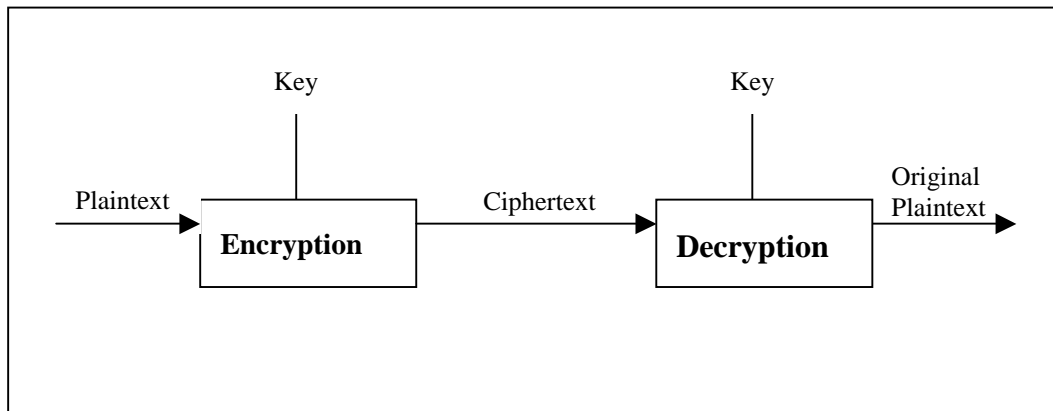 Key
Key
Plaintext
Ciphertext
Original
Plaintext
Encryption
Decryption